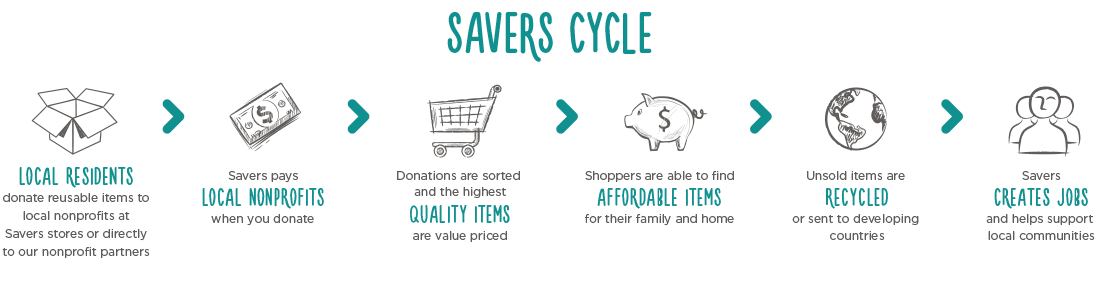 SAVERS CYCLE
LOCAL RESIDENTS
donate reusable items to
local nonprofits at
Savers stores or directly
to our nonprofit partners
Savers pays
LOCAL NONPROFITS
when you donate
Donations are sorted
and the highest
QUALITY ITEMS
are value priced
Shoppers are able to find
AFFORDABLE ITEMS
for their family and home
Unsold items are
RECYCLED
or sent to developing
countries
Savers
CREATES JOBS
and helps support
local communities